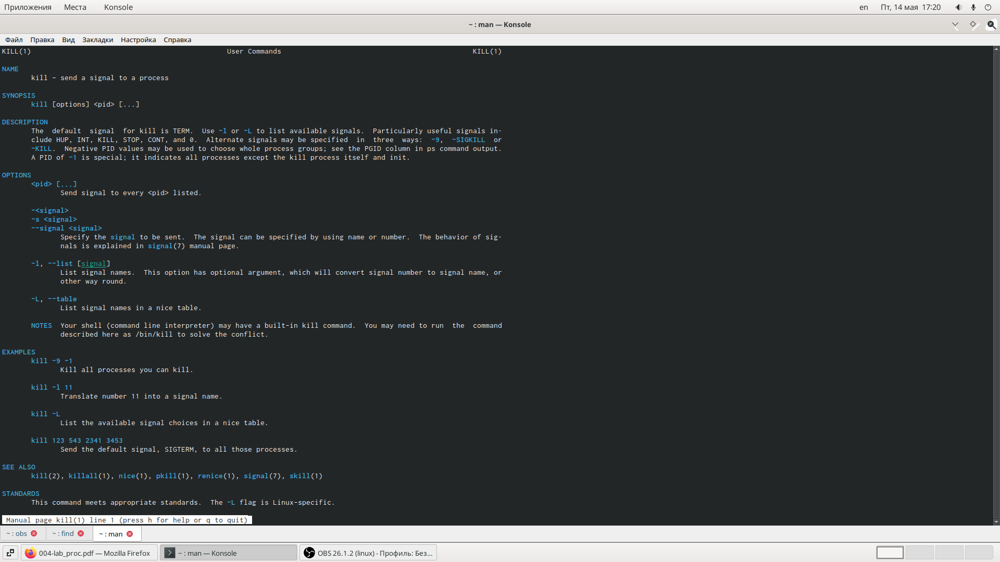 Приложения Места Konsole en Пт, 14 мая 17:20
~ : man — Konsole
Файл Правка Вид Закладки Настройка Справка
KILL(1) User Commands KILL(1)
NAME
kill - send a signal to a process
SYNOPSIS
kill [options] <pid> [...]
DESCRIPTION
The default signal for kill is TERM. Use -l or -L to list available signals. Particularly useful signals in-
clude HUP, INT, KILL, STOP, CONT, and 0. Alternate signals may be specified in three ways: -9, -SIGKILL or
-KILL. Negative PID values may be used to choose whole process groups; see the PGID column in ps command output.
A PID of -1 is special; it indicates all processes except the kill process itself and init.
OPTIONS
<pid> [...]
Send signal to every <pid> listed.
-<signal>
-s <signal>
--signal <signal>
Specify the signal to be sent. The signal can be specified by using name or number. The behavior of sig-
nals is explained in signal(7) manual page.
-l, --list [signal]
List signal names. This option has optional argument, which will convert signal number to signal name, or
other way round.
-L, --table
List signal names in a nice table.
NOTES Your shell (command line interpreter) may have a built-in kill command. You may need to run the command
described here as /bin/kill to solve the conflict.
EXAMPLES
kill -9 -1
Kill all processes you can kill.
kill -l 11
Translate number 11 into a signal name.
kill -L
List the available signal choices in a nice table.
kill 123 543 2341 3453
Send the default signal, SIGTERM, to all those processes.
SEE ALSO
kill(2), killall(1), nice(1), pkill(1), renice(1), signal(7), skill(1)
STANDARDS
This command meets appropriate standards. The -L flag is Linux-specific.
Manual page kill(1) line 1 (press h for help or q to quit)
~ : obs ~ : find ~ : man
004-lab_proc.pdf — Mozilla Firefox ~ : man — Konsole OBS 26.1.2 (linux) - Профиль: Без...